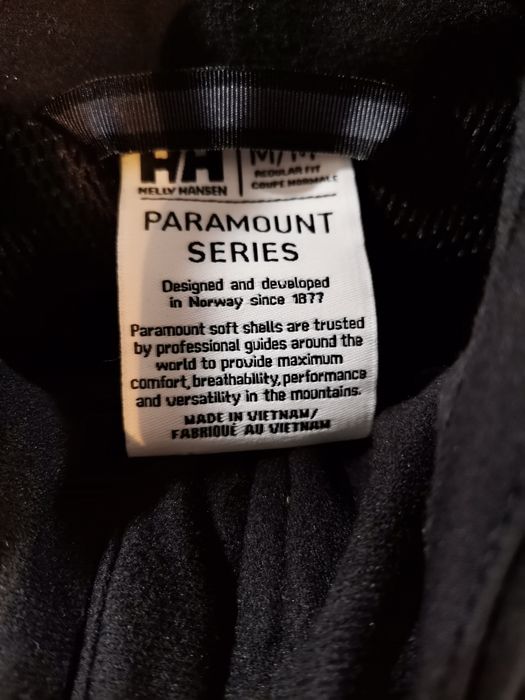 HH M/M
REGULAR FIT
HELLY HANSEN COUPE NORMALE
PARAMOUNT
SERIES
Designed and developed
in Norway since 1877
Paramount soft shells are trusted
by professional guides around the
world to provide maximum
comfort, breathability, performance
and versatility in the mountains.
MADE IN VIETNAM/
FABRIQUÉ AU VIETNAM